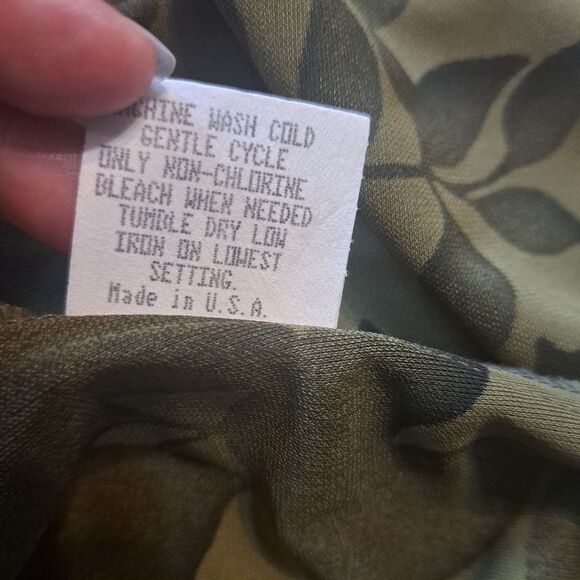 MACHINE WASH COLD
GENTLE CYCLE
ONLY NON-CHLORINE
BLEACH WHEN NEEDED
TUMBLE DRY LOW
IRON ON LOWEST
SETTING.
Made in U.S.A.